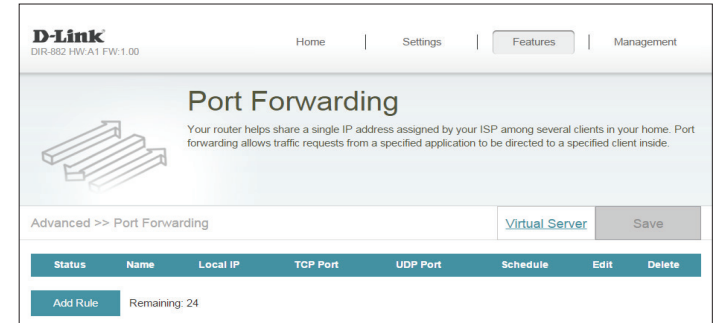 D-Link
DIR-882 HW:A1 FW:1.00
Home | Settings | Features | Management
Port Forwarding
Your router helps share a single IP address assigned by your ISP among several clients in your home. Port
forwarding allows traffic requests from a specified application to be directed to a specified client inside.
Advanced >> Port Forwarding
Virtual Server
Save
Status Name Local IP TCP Port UDP Port Schedule Edit Delete
Add Rule Remaining: 24